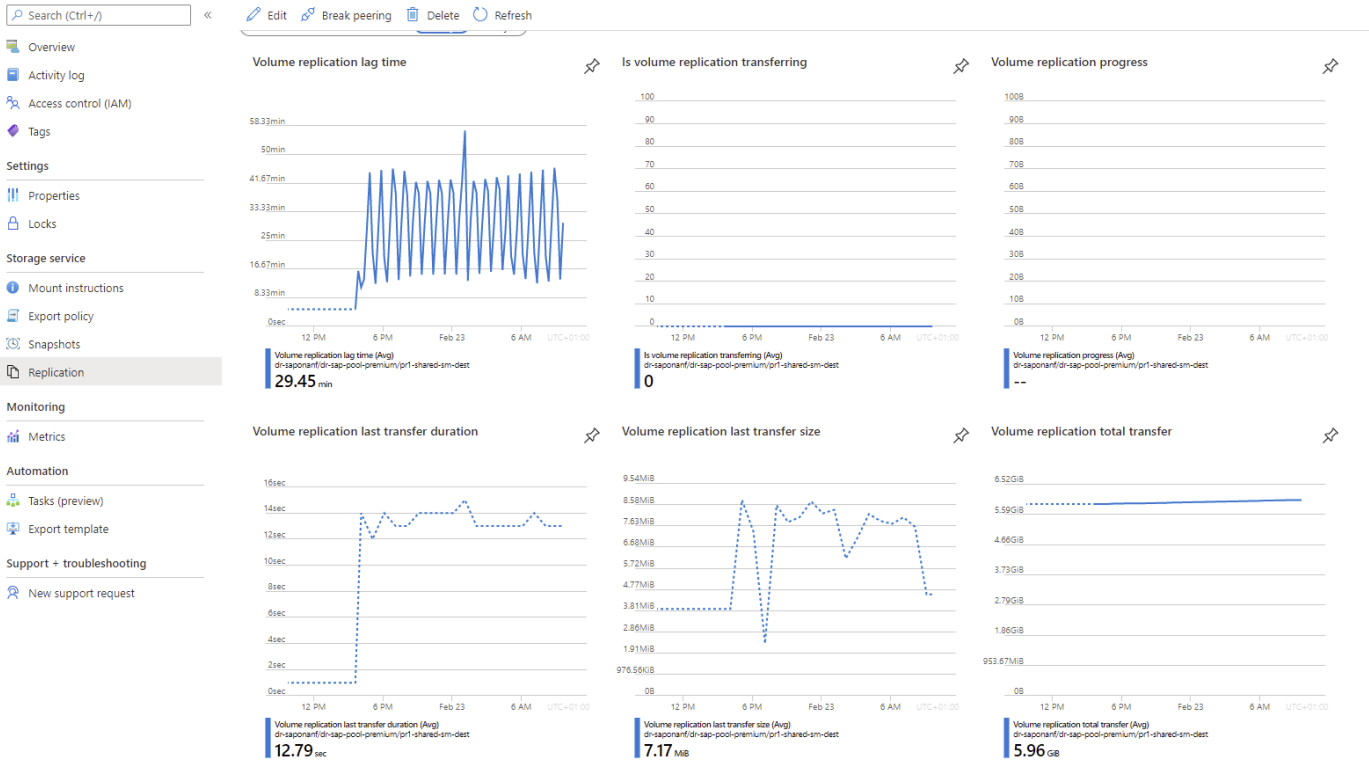 Search (Ctrl+/)
«
Edit
Break peering
Delete
Refresh
Overview
Activity log
Access control (IAM)
Tags
Settings
Properties
Locks
Storage service
Mount instructions
Export policy
Snapshots
Replication
Monitoring
Metrics
Automation
Tasks (preview)
Export template
Support + troubleshooting
New support request
Volume replication lag time
58.33min
50min
41.67min
33.33min
25min
16.67min
8.33min
0sec
12 PM 6 PM Feb 23 6 AM UTC+01:00
Volume replication lag time (Avg)
dr-saponanf/dr-sap-pool-premium/pr1-shared-sm-dest
29.45 min
Is volume replication transferring
100
90
80
70
60
50
40
30
20
10
0
12 PM 6 PM Feb 23 6 AM UTC+01:00
Is volume replication transferring (Avg)
dr-saponanf/dr-sap-pool-premium/pr1-shared-sm-dest
0
Volume replication progress
100B
90B
80B
70B
60B
50B
40B
30B
20B
10B
0B
12 PM 6 PM Feb 23 6 AM UTC+01:00
Volume replication progress (Avg)
dr-saponanf/dr-sap-pool-premium/pr1-shared-sm-dest
--
Volume replication last transfer duration
16sec
14sec
12sec
10sec
8sec
6sec
4sec
2sec
0sec
12 PM 6 PM Feb 23 6 AM UTC+01:00
Volume replication last transfer duration (Avg)
dr-saponanf/dr-sap-pool-premium/pr1-shared-sm-dest
12.79 sec
Volume replication last transfer size
9.54MiB
8.58MiB
7.63MiB
6.68MiB
5.72MiB
4.77MiB
3.81MiB
2.86MiB
1.91MiB
976.56KiB
0B
12 PM 6 PM Feb 23 6 AM UTC+01:00
Volume replication last transfer size (Avg)
dr-saponanf/dr-sap-pool-premium/pr1-shared-sm-dest
7.17 MiB
Volume replication total transfer
6.52GiB
5.59GiB
4.66GiB
3.73GiB
2.79GiB
1.86GiB
953.67MiB
0B
12 PM 6 PM Feb 23 6 AM UTC+01:00
Volume replication total transfer (Avg)
dr-saponanf/dr-sap-pool-premium/pr1-shared-sm-dest
5.96 GiB